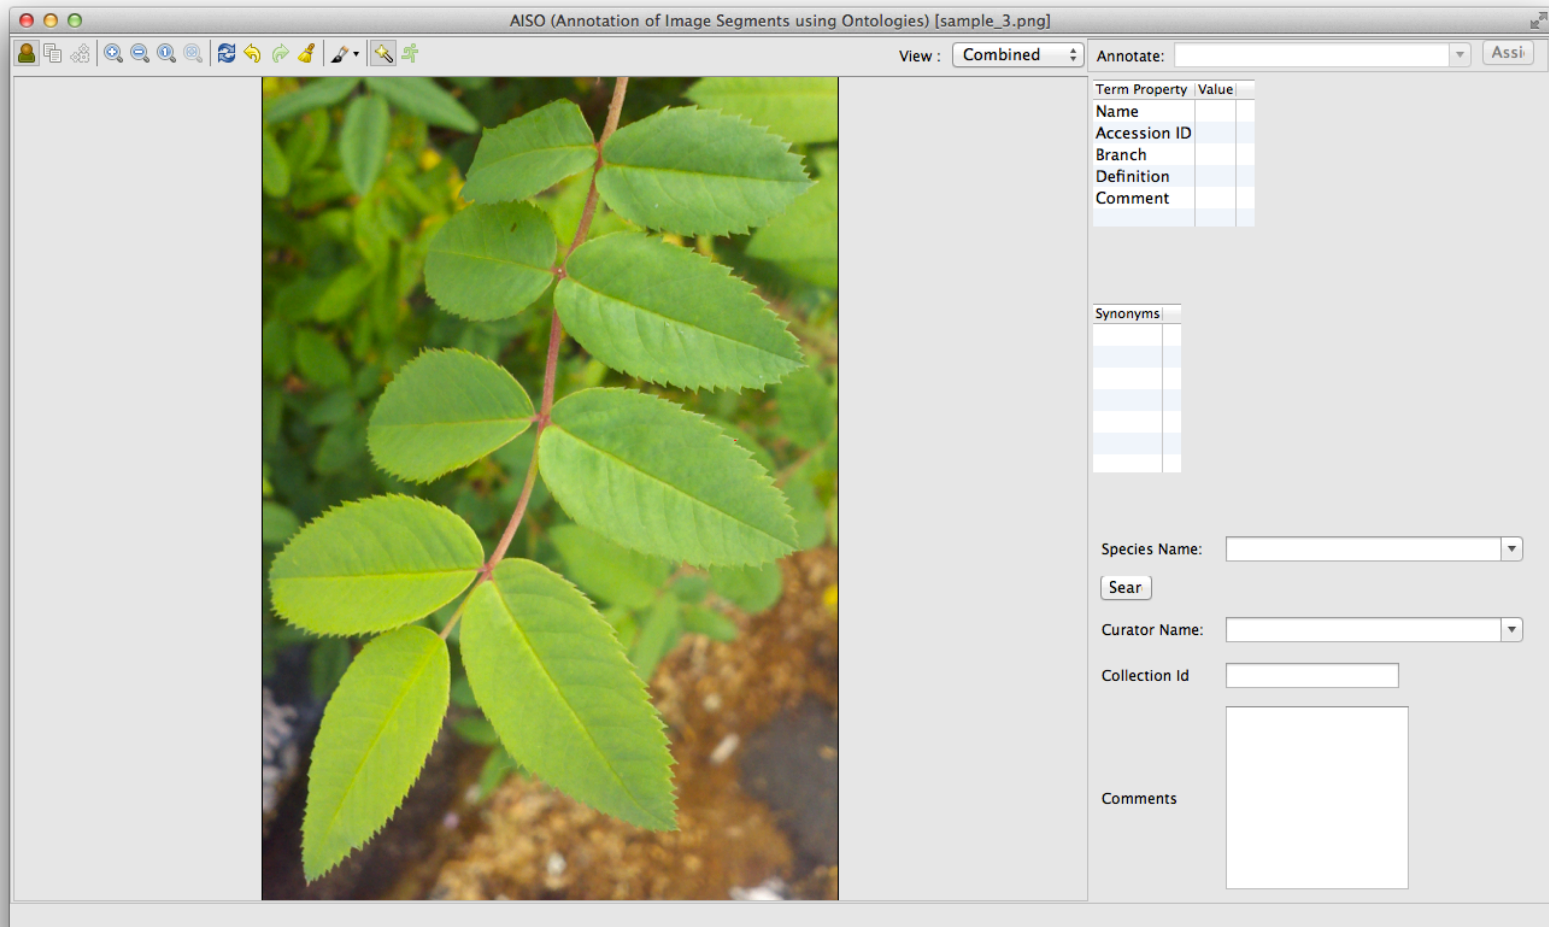 AISO (Annotation of Image Segments using Ontologies) [sample_3.png]
View : Combined
Annotate: Assi
Term Property Value
Name
Accession ID
Branch
Definition
Comment
Synonyms
Species Name:
Sear
Curator Name:
Collection Id
Comments